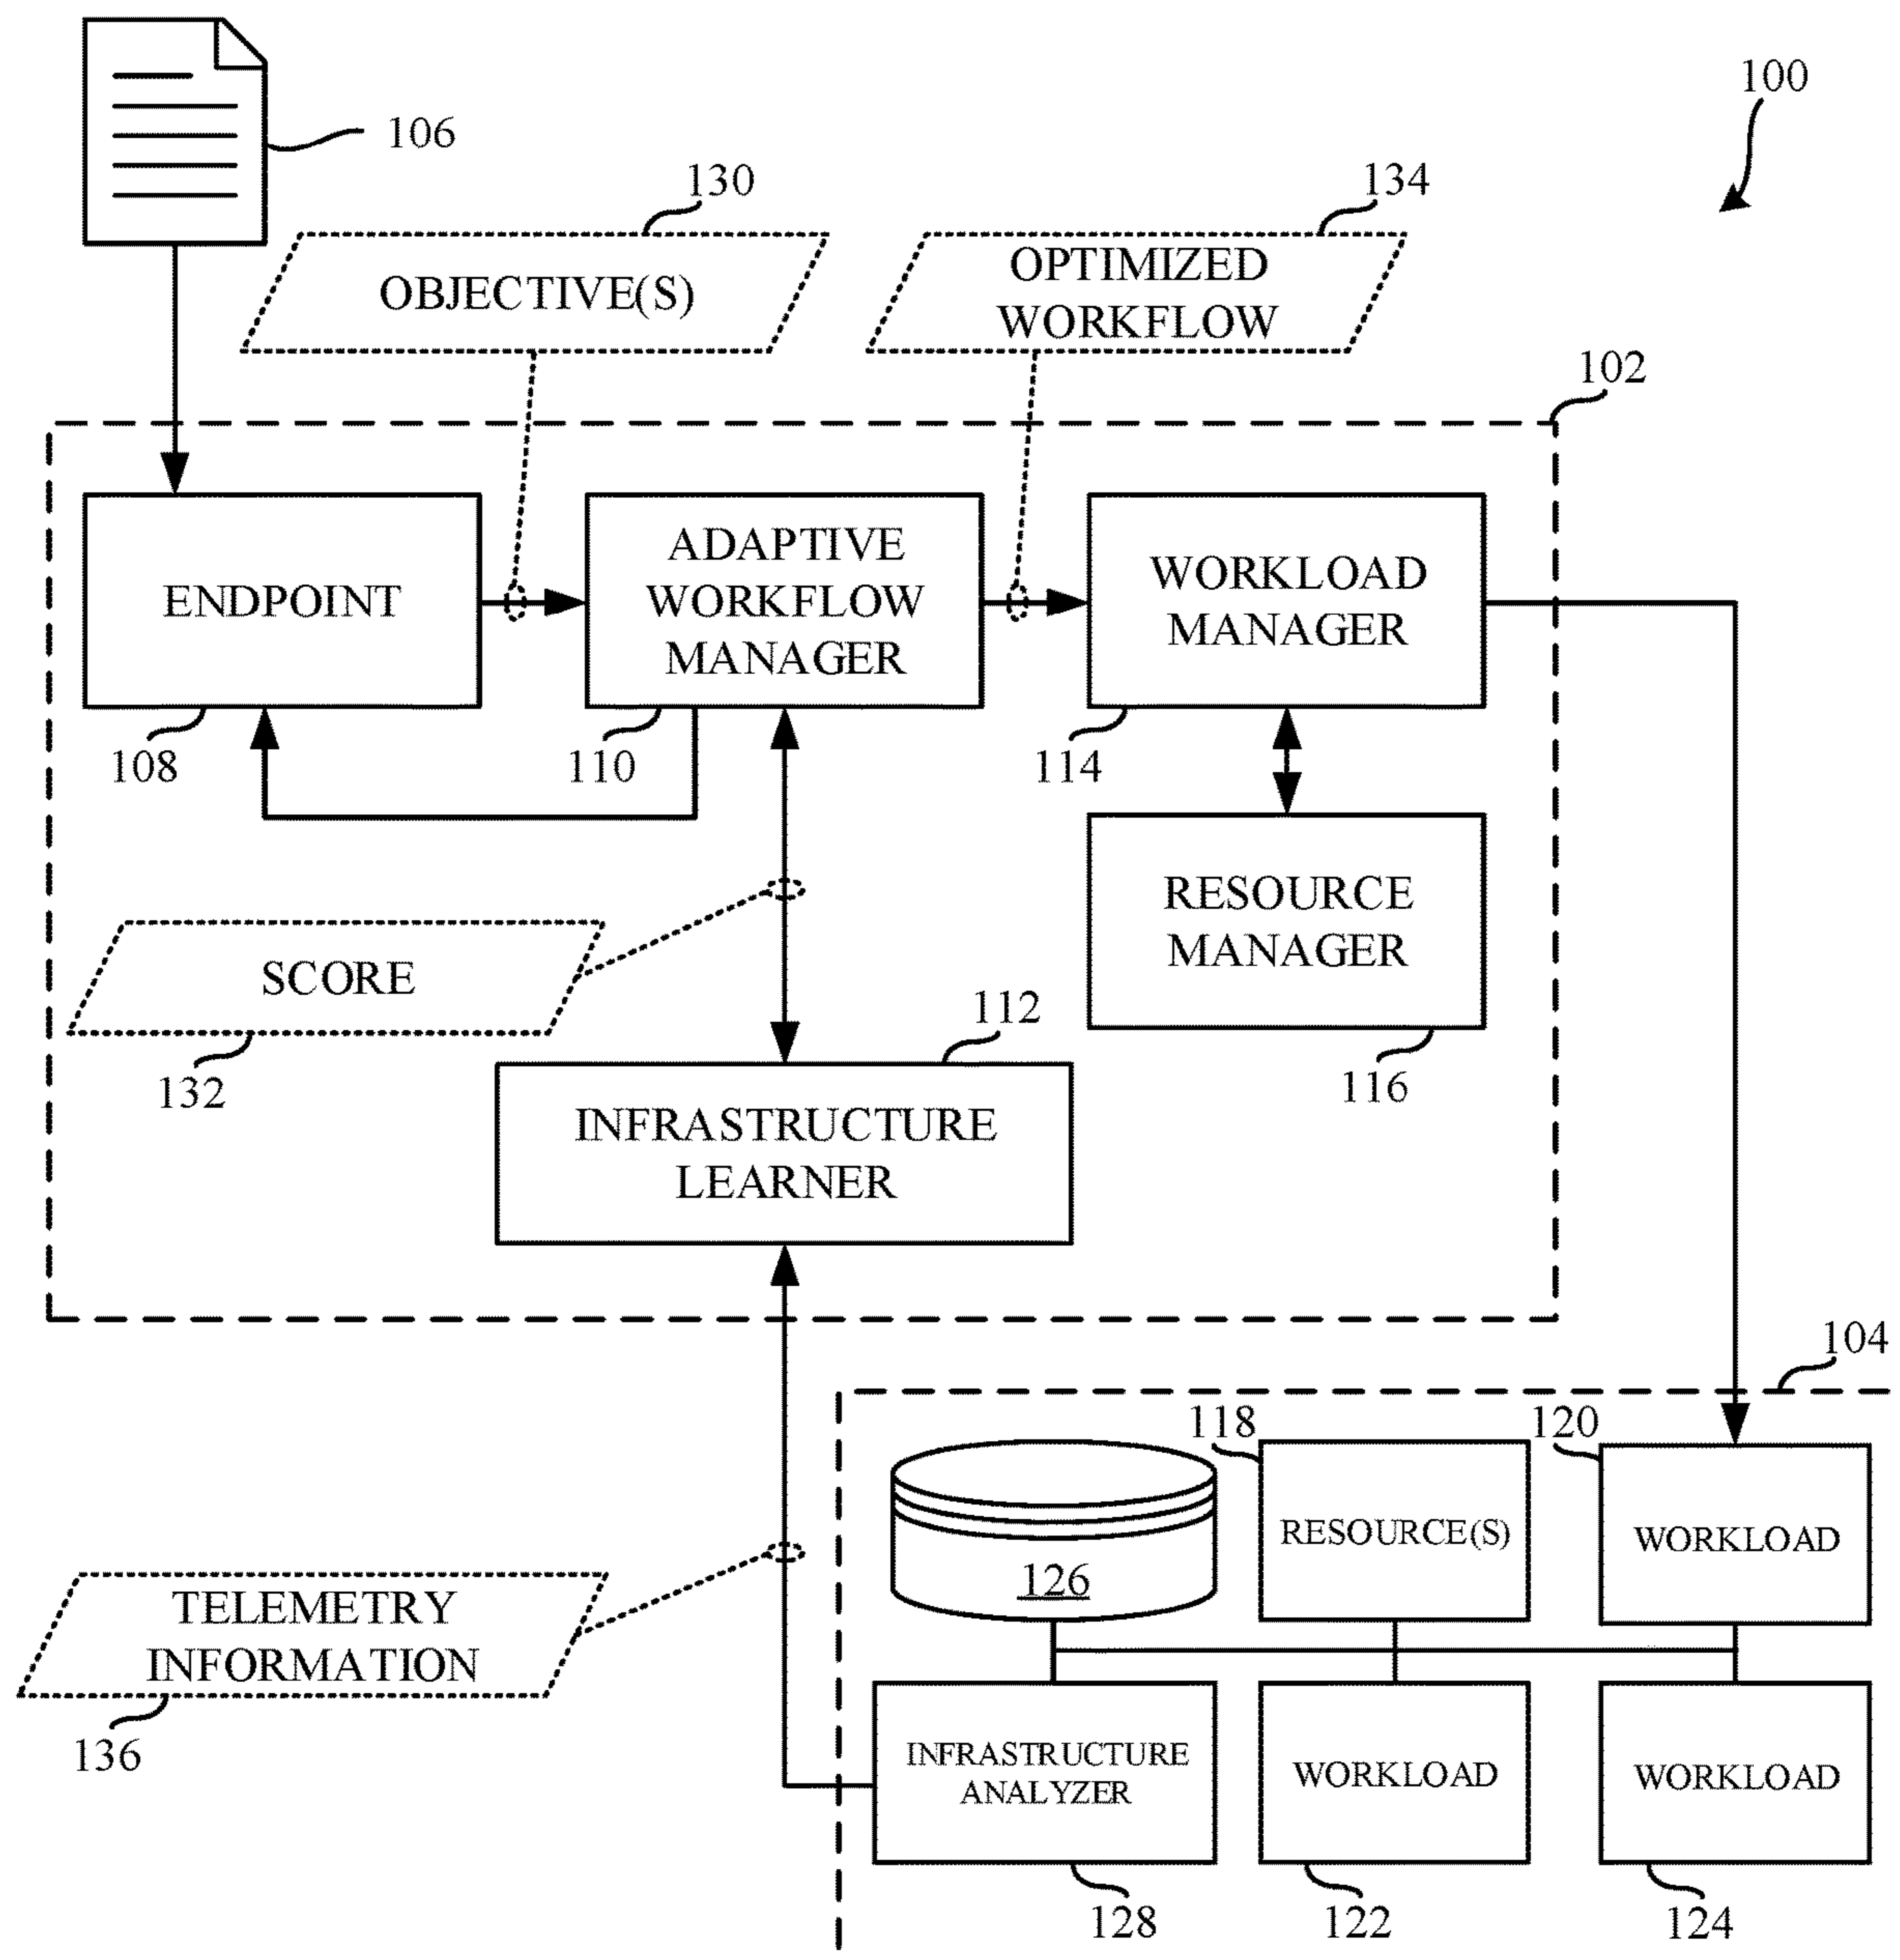 100
106
130
134
OBJECTIVE(S)
OPTIMIZED
WORKFLOW
102
ENDPOINT
ADAPTIVE
WORKFLOW
MANAGER
WORKLOAD
MANAGER
108
110
114
RESOURCE
MANAGER
SCORE
112
132
116
INFRASTRUCTURE
LEARNER
104
118
120
RESOURCE(S)
WORKLOAD
126
TELEMETRY
INFORMATION
136
INFRASTRUCTURE
ANALYZER
WORKLOAD
WORKLOAD
128
122
124